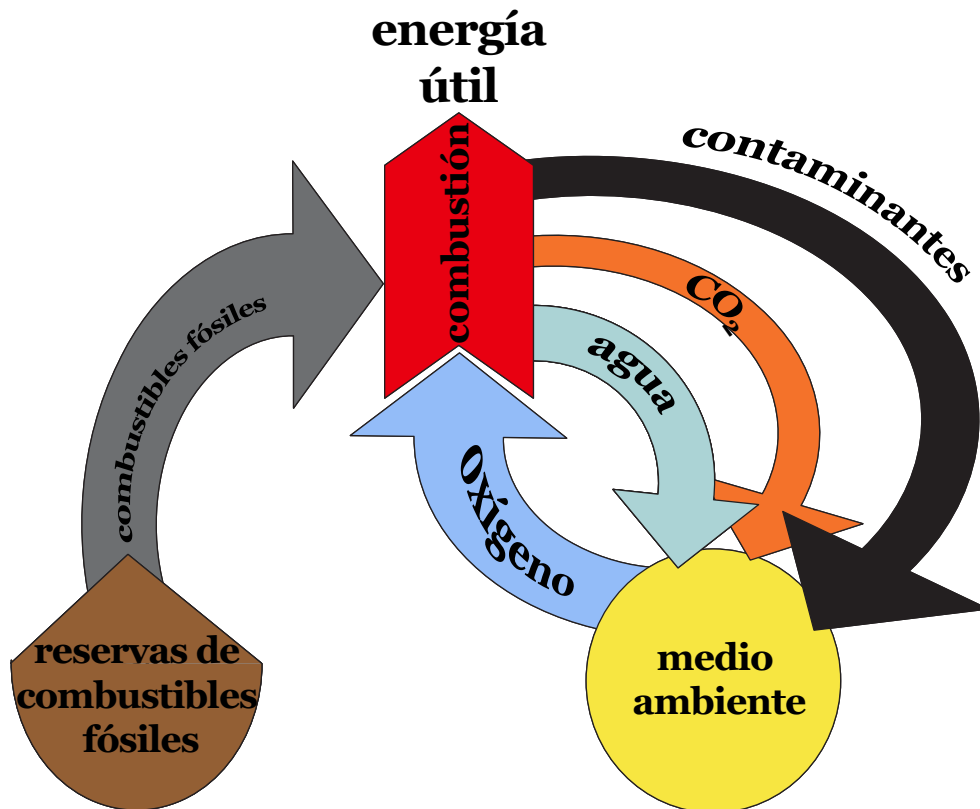 energía
útil
combustión
contaminantes
CO₂
agua
combustibles fósiles
Oxígeno
reservas de
combustibles
fósiles
medio
ambiente